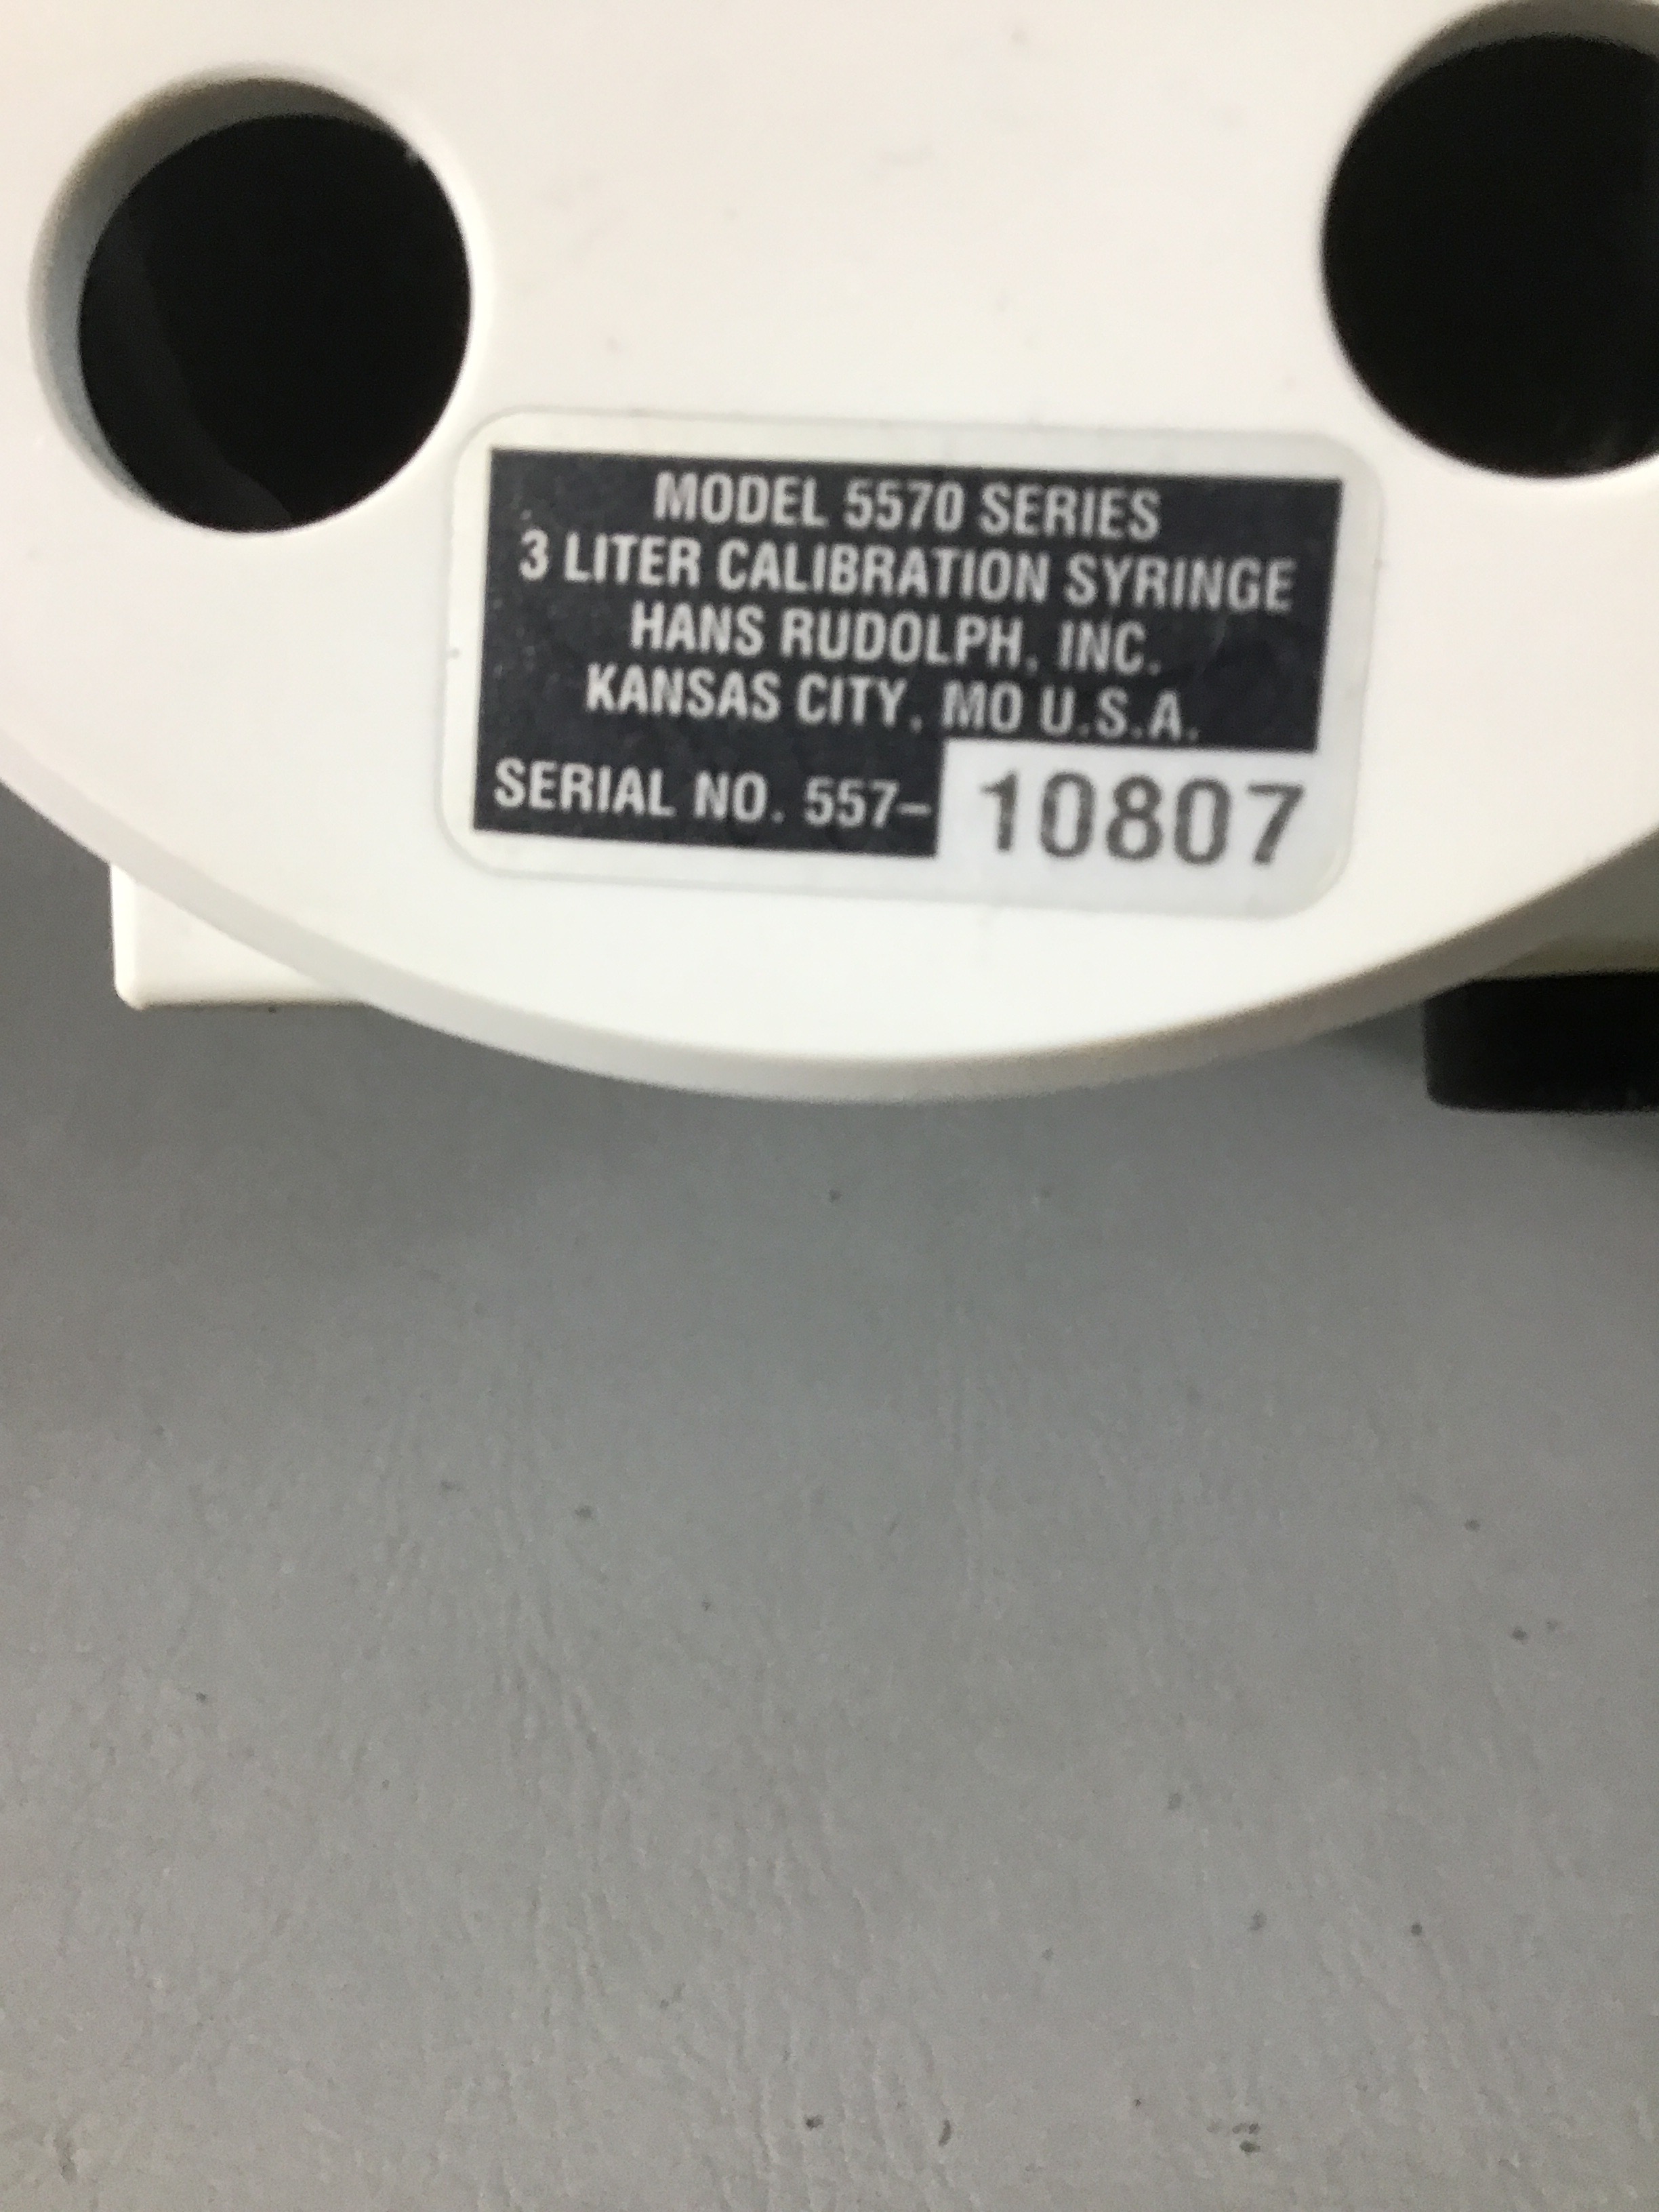 MODEL 5570 SERIES
3 LITER CALIBRATION SYRINGE
HANS RUDOLPH, INC.
KANSAS CITY, MO U.S.A.
SERIAL NO. 557- 10807